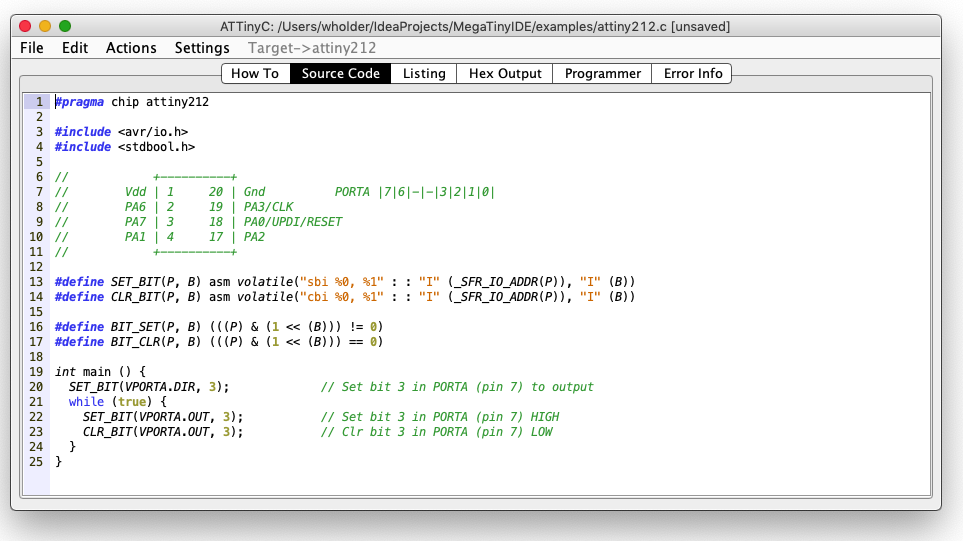 ATTinyC: /Users/wholder/IdeaProjects/MegaTinyIDE/examples/attiny212.c [unsaved]
File Edit Actions Settings Target->attiny212
How To Source Code Listing Hex Output Programmer Error Info
1 #pragma chip attiny212
2
3 #include <avr/io.h>
4 #include <stdbool.h>
5
6 //            +----------+
7 //        Vdd | 1     20 | Gnd          PORTA |7|6|-|-|3|2|1|0|
8 //        PA6 | 2     19 | PA3/CLK
9 //        PA7 | 3     18 | PA0/UPDI/RESET
10 //        PA1 | 4     17 | PA2
11 //            +----------+
12
13 #define SET_BIT(P, B) asm volatile("sbi %0, %1" : : "I" (_SFR_IO_ADDR(P)), "I" (B))
14 #define CLR_BIT(P, B) asm volatile("cbi %0, %1" : : "I" (_SFR_IO_ADDR(P)), "I" (B))
15
16 #define BIT_SET(P, B) (((P) & (1 << (B))) != 0)
17 #define BIT_CLR(P, B) (((P) & (1 << (B))) == 0)
18
19 int main () {
20   SET_BIT(VPORTA.DIR, 3);             // Set bit 3 in PORTA (pin 7) to output
21   while (true) {
22     SET_BIT(VPORTA.OUT, 3);           // Set bit 3 in PORTA (pin 7) HIGH
23     CLR_BIT(VPORTA.OUT, 3);           // Clr bit 3 in PORTA (pin 7) LOW
24   }
25 }